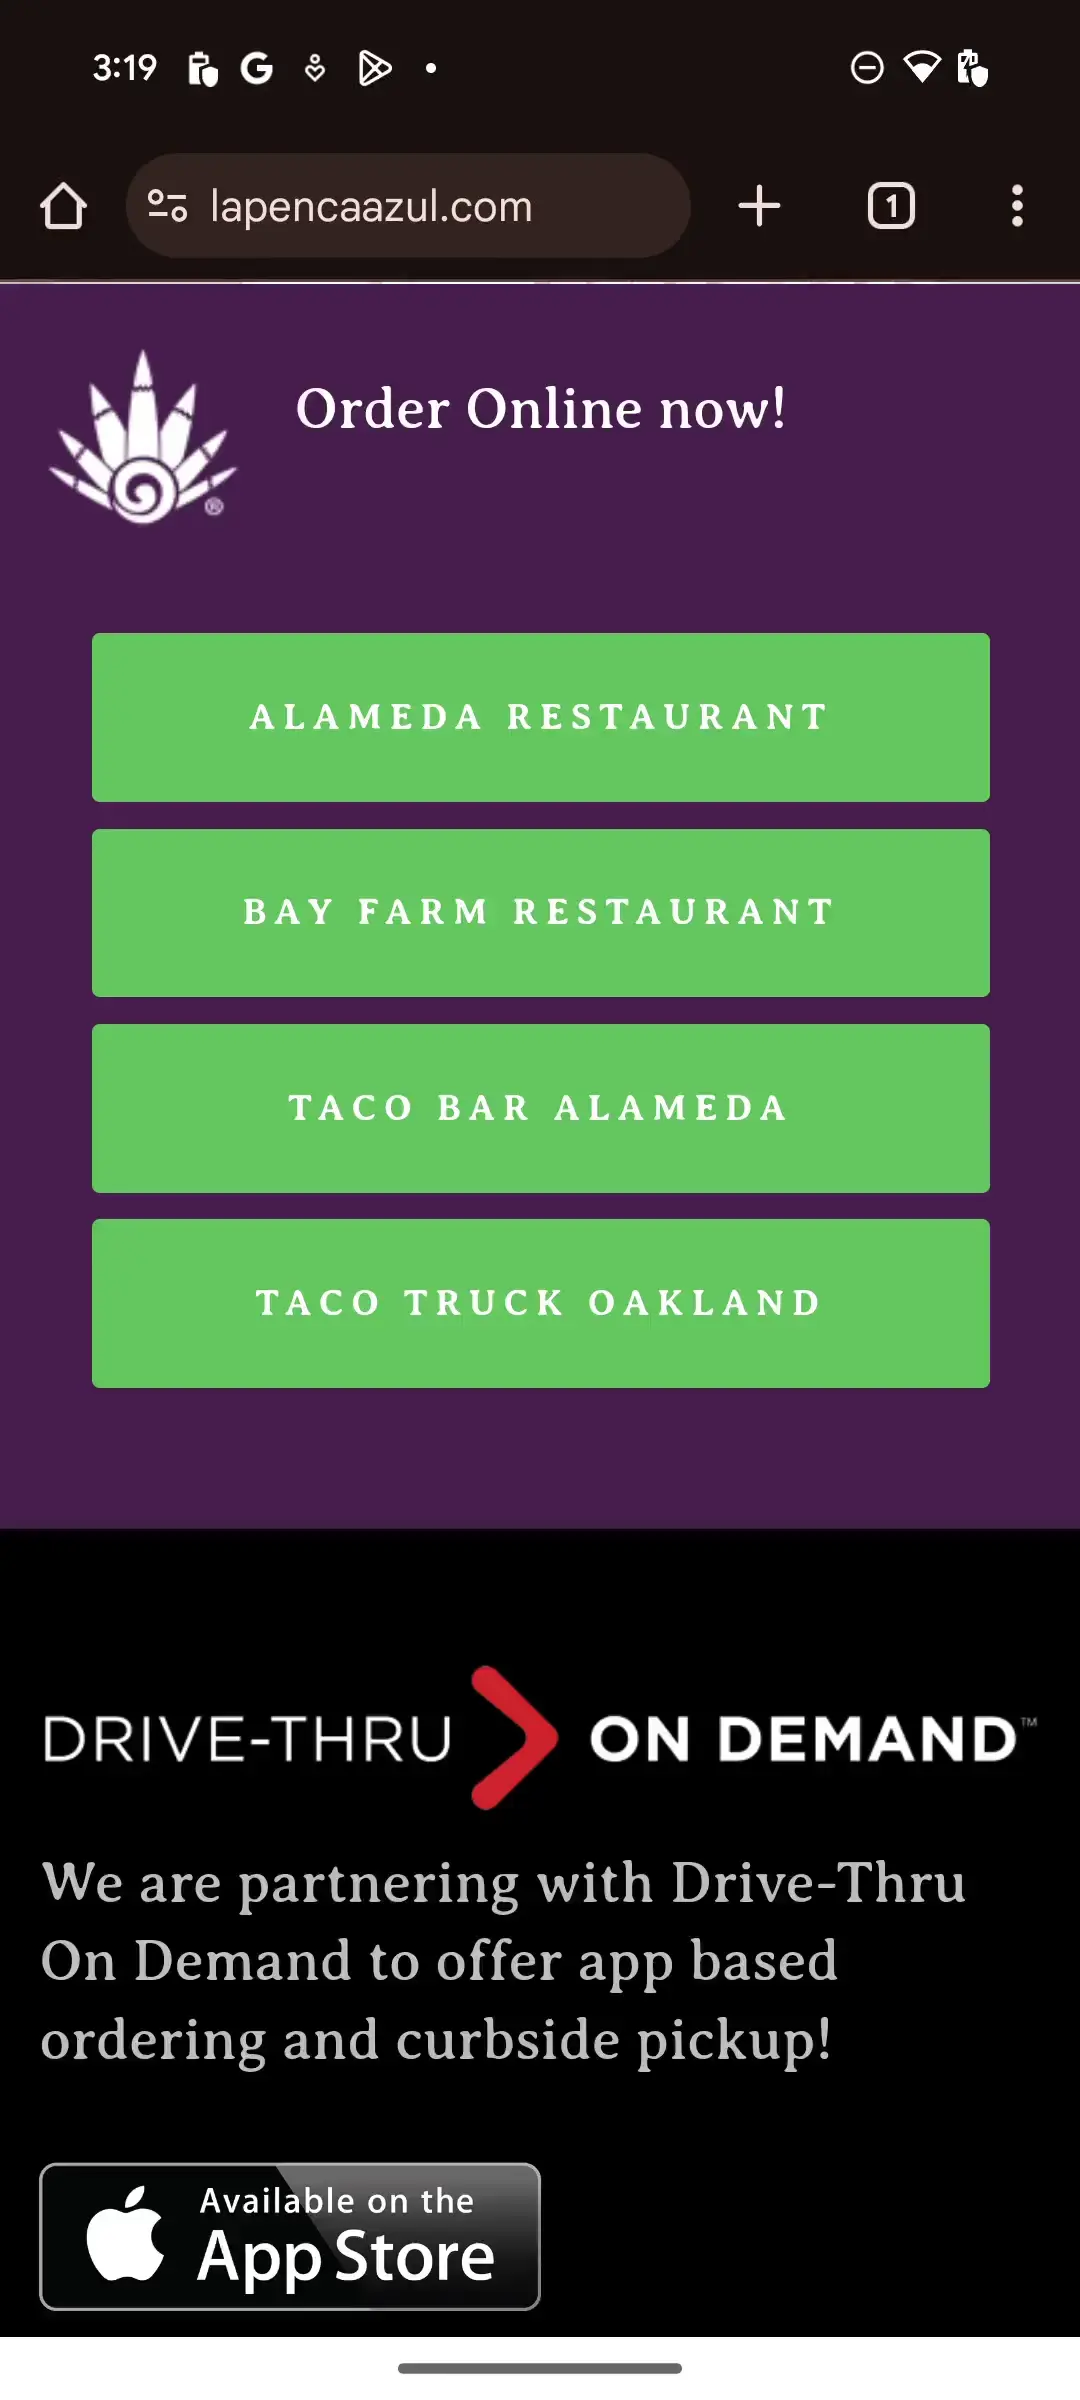 3:19
lapencaazul.com
1
Order Online now!
ALAMEDA RESTAURANT
BAY FARM RESTAURANT
TACO BAR ALAMEDA
TACO TRUCK OAKLAND
DRIVE-THRU ON DEMAND™
We are partnering with Drive-Thru
On Demand to offer app based
ordering and curbside pickup!
Available on the
App Store